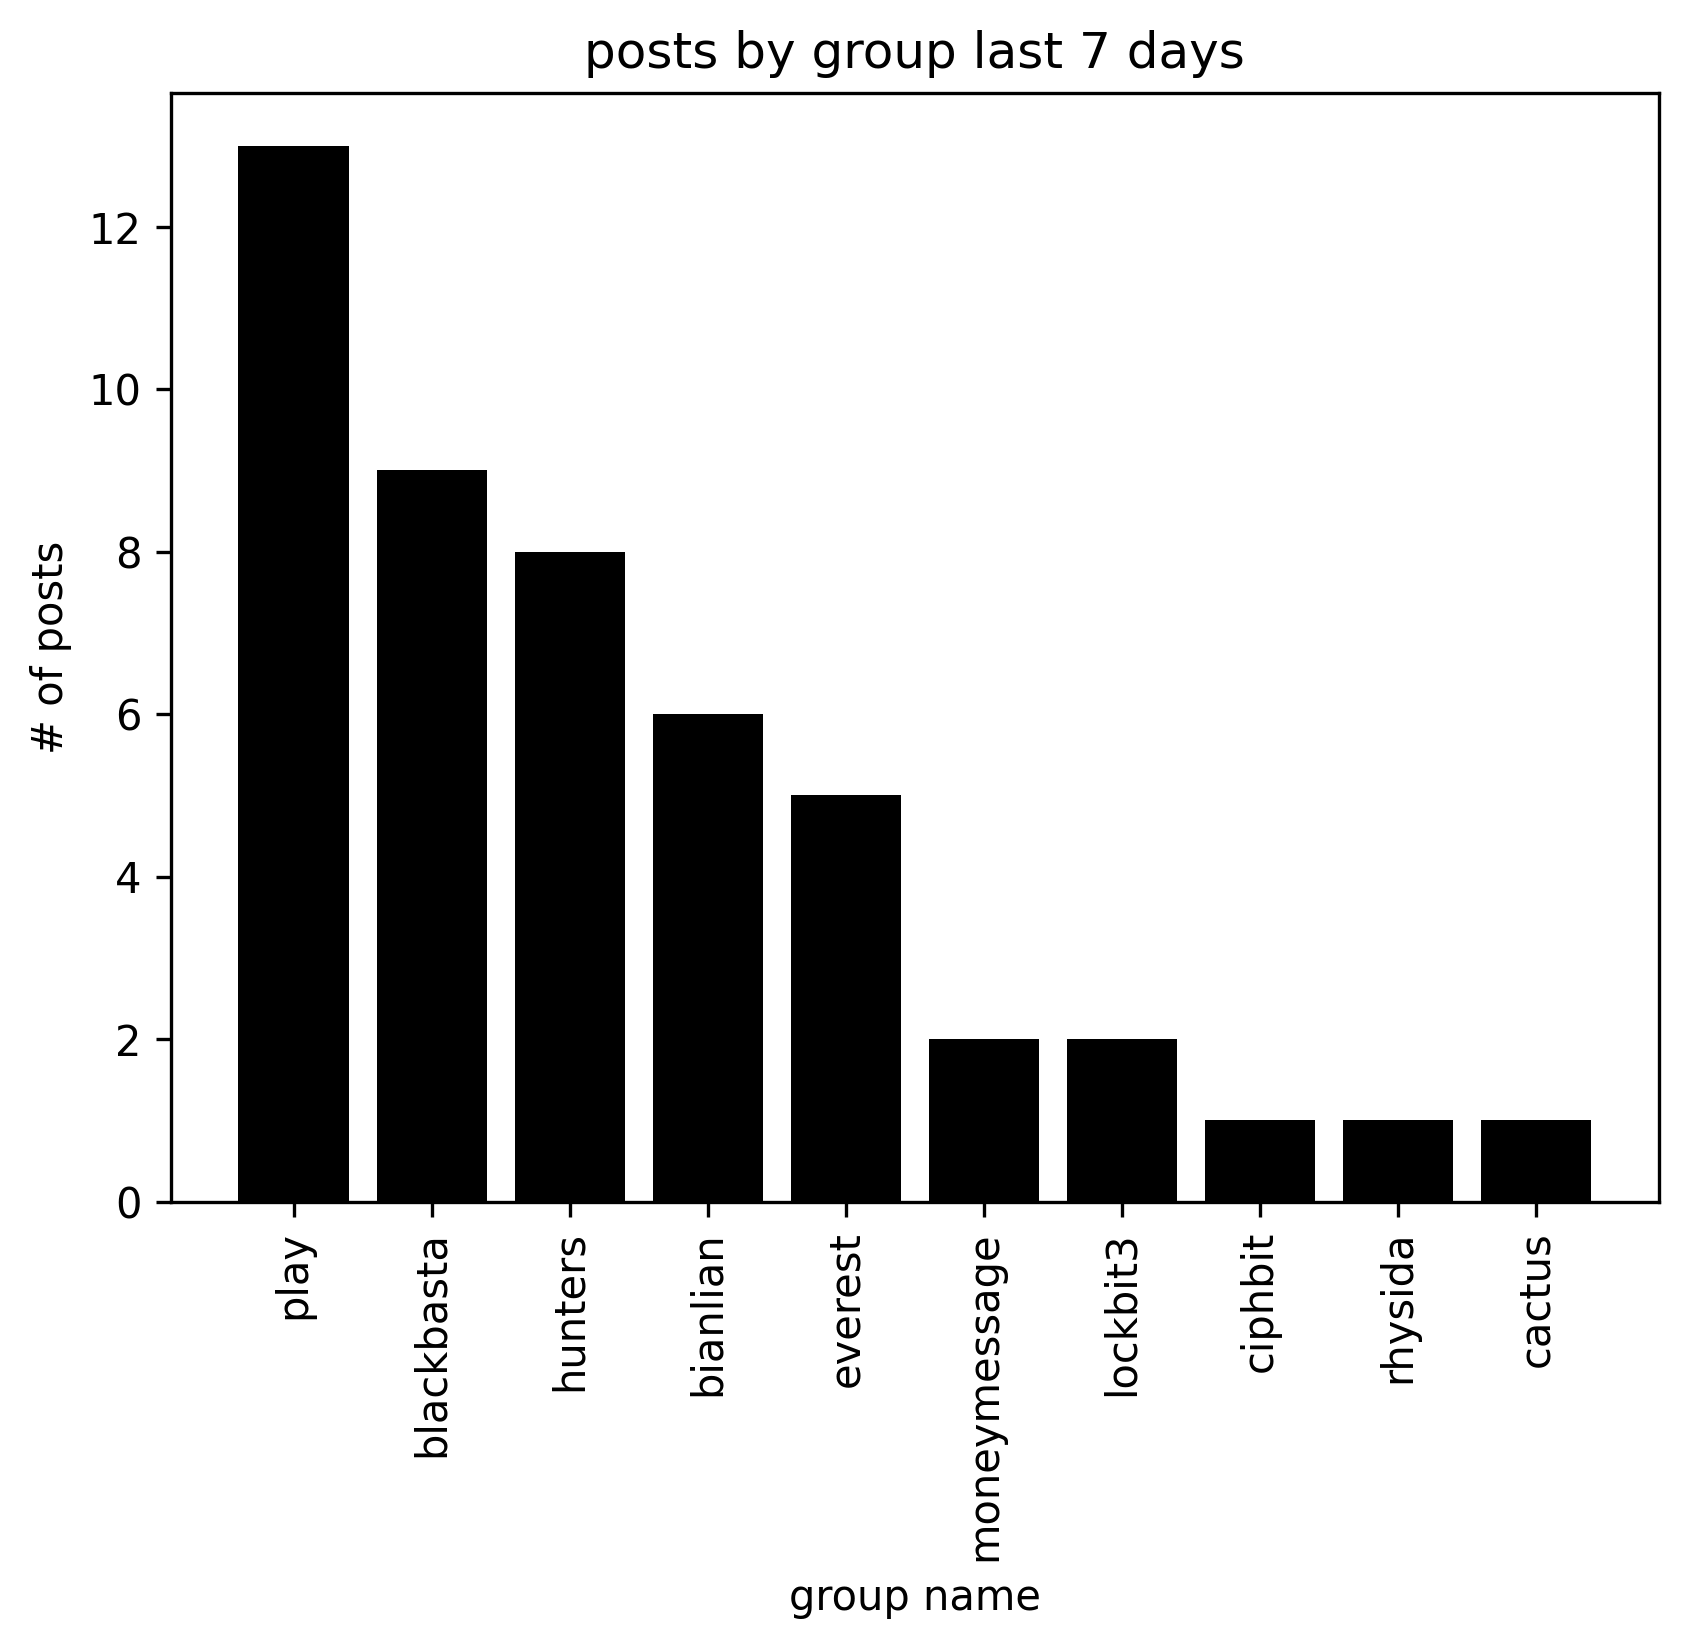 posts by group last 7 days
# of posts
12
10
8
6
4
2
0
play
blackbasta
hunters
bianlian
everest
moneymessage
lockbit3
ciphbit
rhysida
cactus
group name